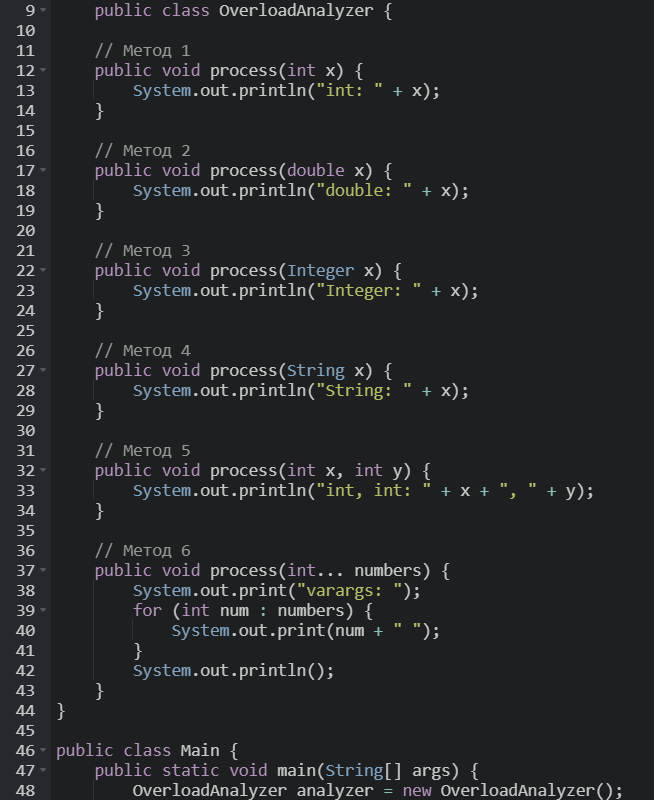 9 public class OverloadAnalyzer {
10
11 // Метод 1
12 public void process(int x) {
13 System.out.println("int: " + x);
14 }
15
16 // Метод 2
17 public void process(double x) {
18 System.out.println("double: " + x);
19 }
20
21 // Метод 3
22 public void process(Integer x) {
23 System.out.println("Integer: " + x);
24 }
25
26 // Метод 4
27 public void process(String x) {
28 System.out.println("String: " + x);
29 }
30
31 // Метод 5
32 public void process(int x, int y) {
33 System.out.println("int, int: " + x + ", " + y);
34 }
35
36 // Метод 6
37 public void process(int... numbers) {
38 System.out.print("varargs: ");
39 for (int num : numbers) {
40 System.out.print(num + " ");
41 }
42 System.out.println();
43 }
44 }
45
46 public class Main {
47 public static void main(String[] args) {
48 OverloadAnalyzer analyzer = new OverloadAnalyzer();